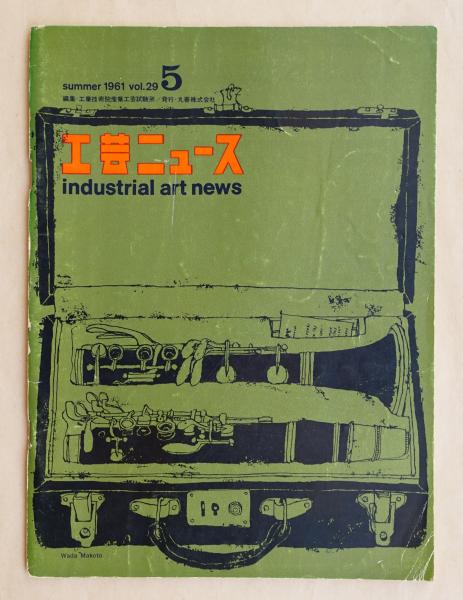 summer 1961 vol.29 5
編集・工業技術院産業工芸試験所／発行・丸善株式会社
工芸ニュース
industrial art news
Wada Makoto